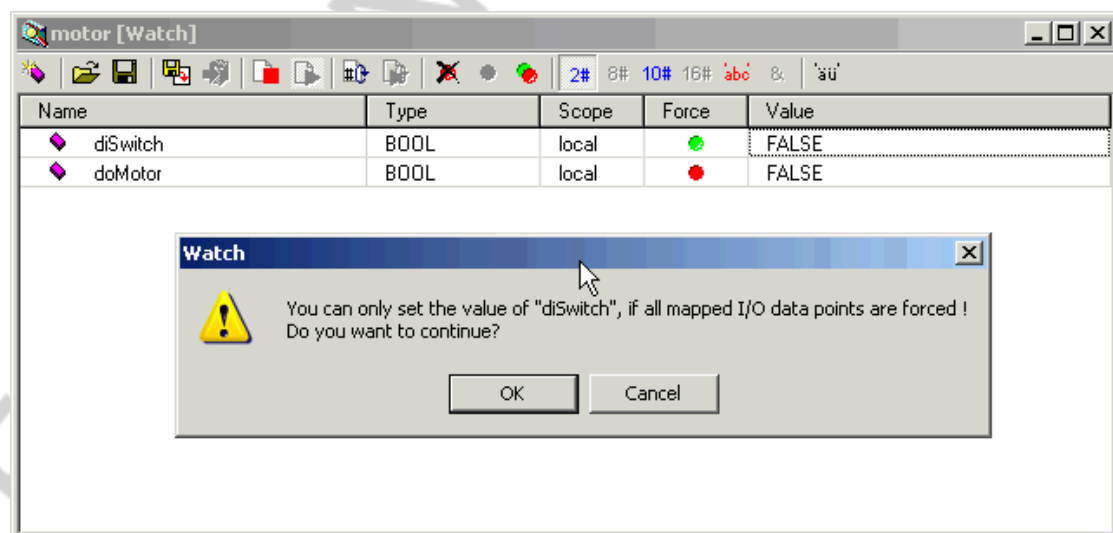 motor [Watch]
2# 8# 10# 16# 'abc' & 'äü'
Name Type Scope Force Value
diSwitch BOOL local FALSE
doMotor BOOL local FALSE
Watch
You can only set the value of "diSwitch", if all mapped I/O data points are forced !
Do you want to continue?
OK Cancel